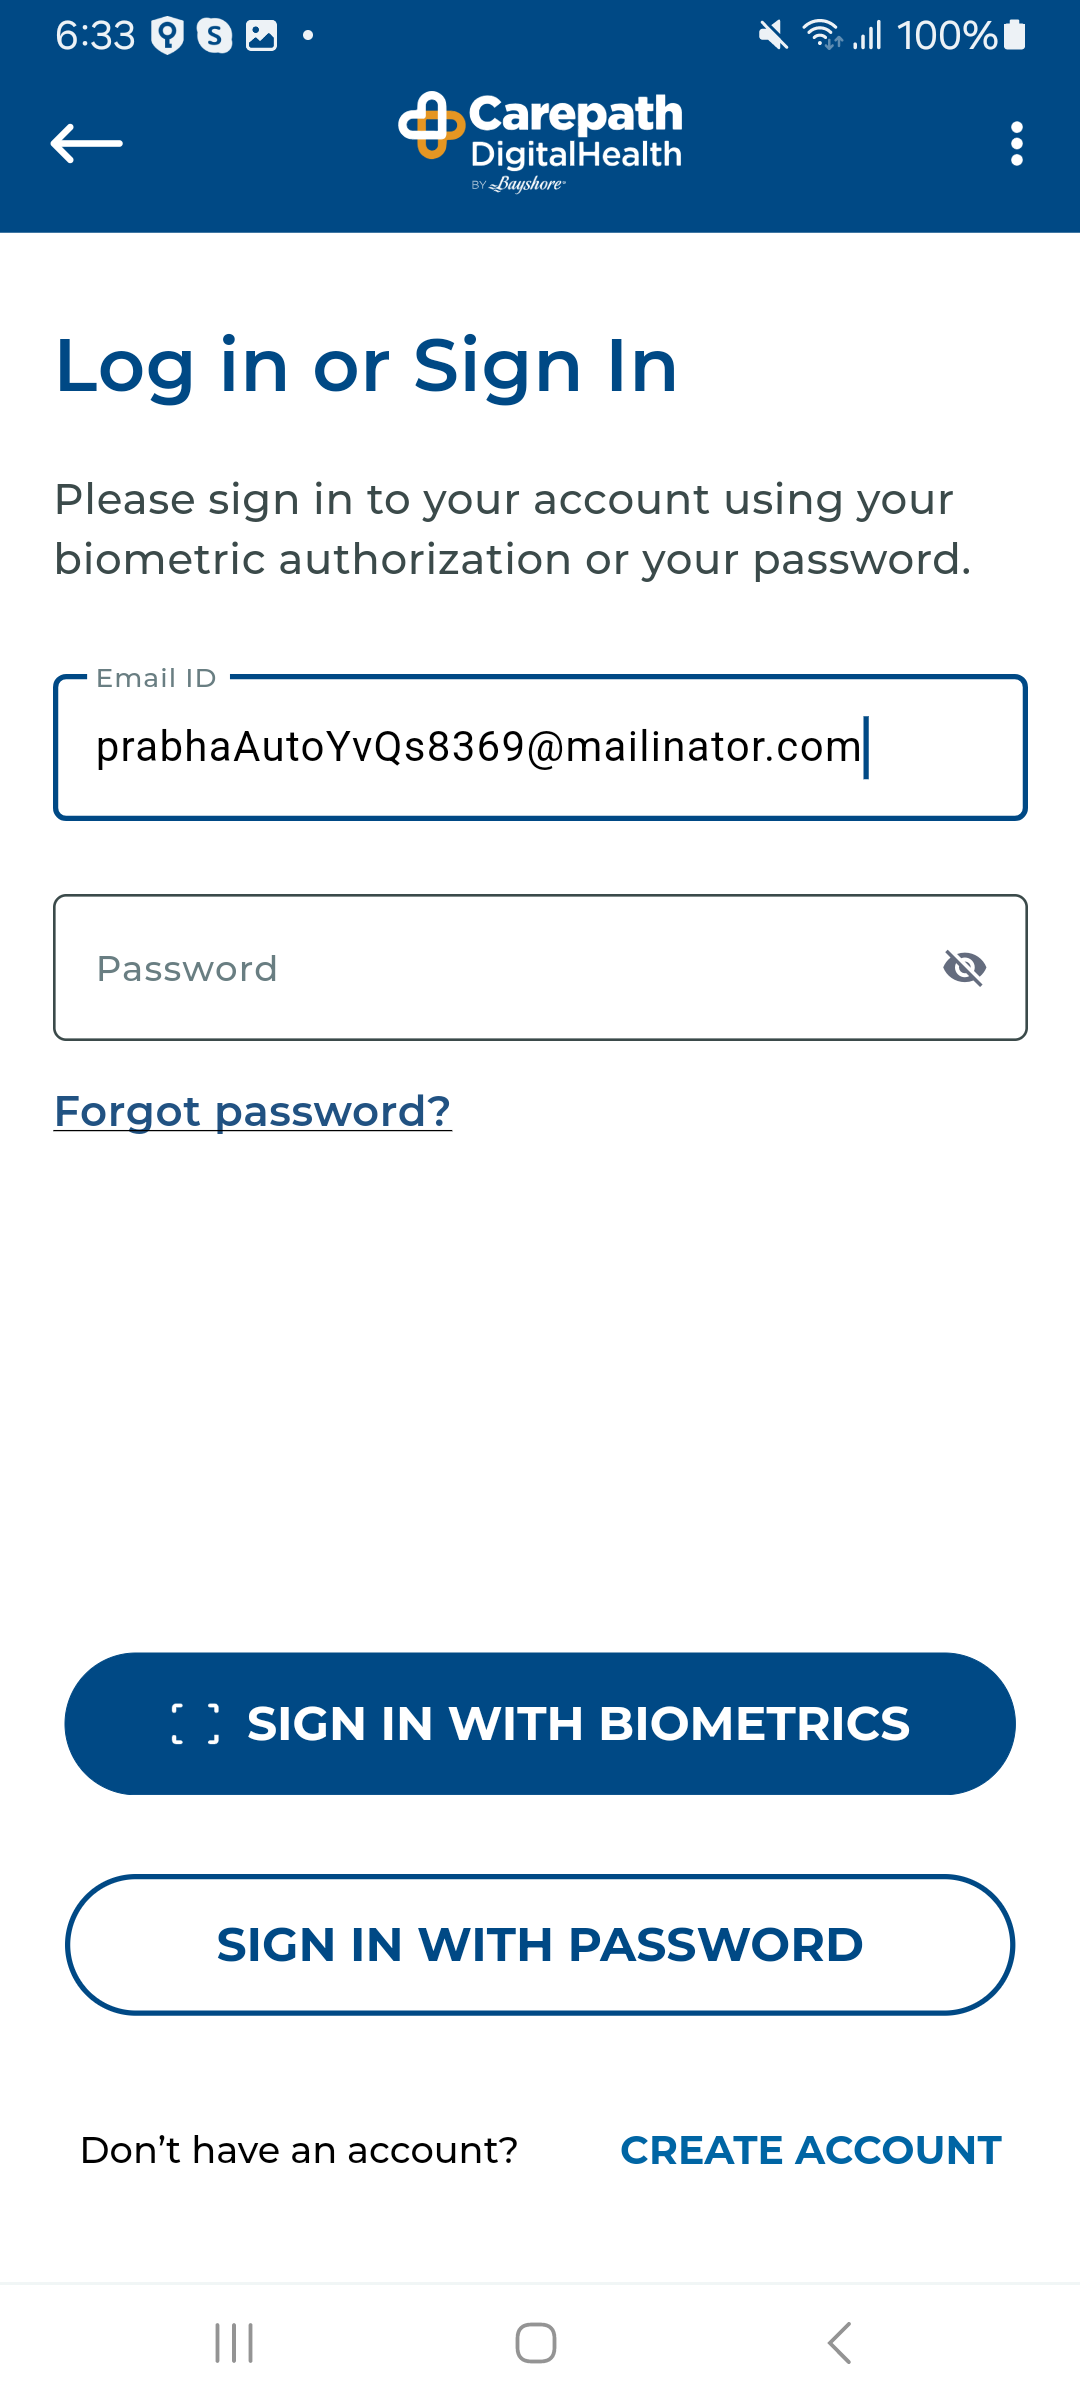 6:33
100%
Carepath
DigitalHealth
BY Bayshore
Log in or Sign In
Please sign in to your account using your
biometric authorization or your password.
Email ID
prabhaAutoYvQs8369@mailinator.com
Password
Forgot password?
SIGN IN WITH BIOMETRICS
SIGN IN WITH PASSWORD
Don’t have an account? CREATE ACCOUNT